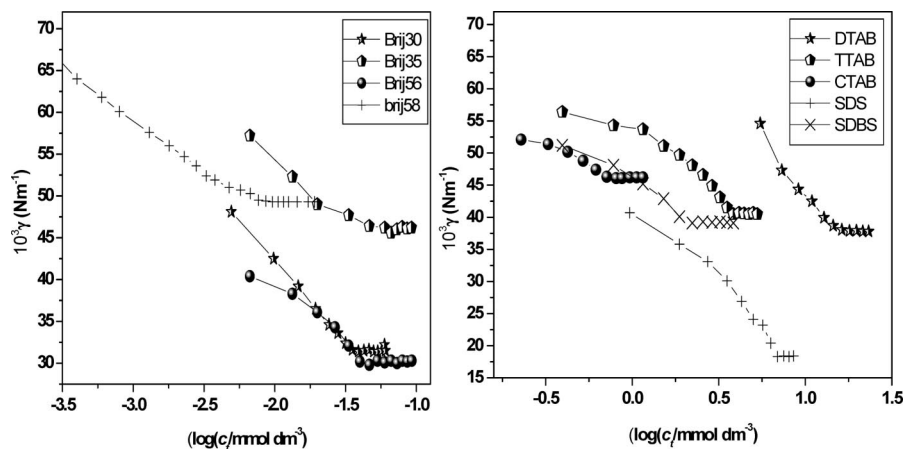 10³γ (Nm⁻¹)
70
65
60
55
50
45
40
35
30
Brij30
Brij35
Brij56
brij58
-3.5 -3.0 -2.5 -2.0 -1.5 -1.0
(log(cₜ/mmol dm⁻³)
10³γ (Nm⁻¹)
70
65
60
55
50
45
40
35
30
25
20
15
DTAB
TTAB
CTAB
SDS
SDBS
-0.5 0.0 0.5 1.0 1.5
(log(cₜ/mmol dm⁻³)